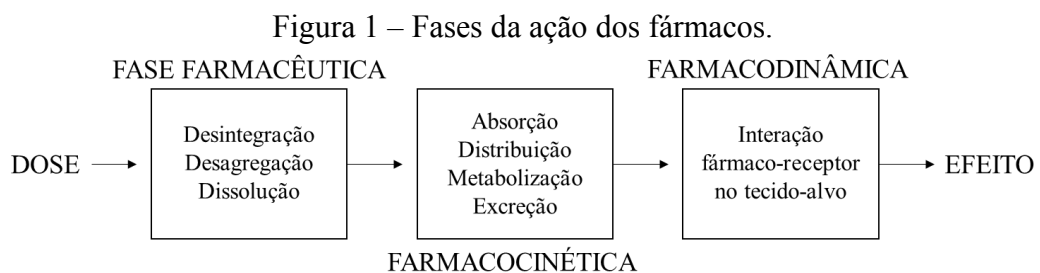 Figura 1 – Fases da ação dos fármacos.
FASE FARMACÊUTICA
FARMACODINÂMICA
DOSE
Desintegração
Desagregação
Dissolução
Absorção
Distribuição
Metabolização
Excreção
Interação
fármaco-receptor
no tecido-alvo
EFEITO
FARMACOCINÉTICA